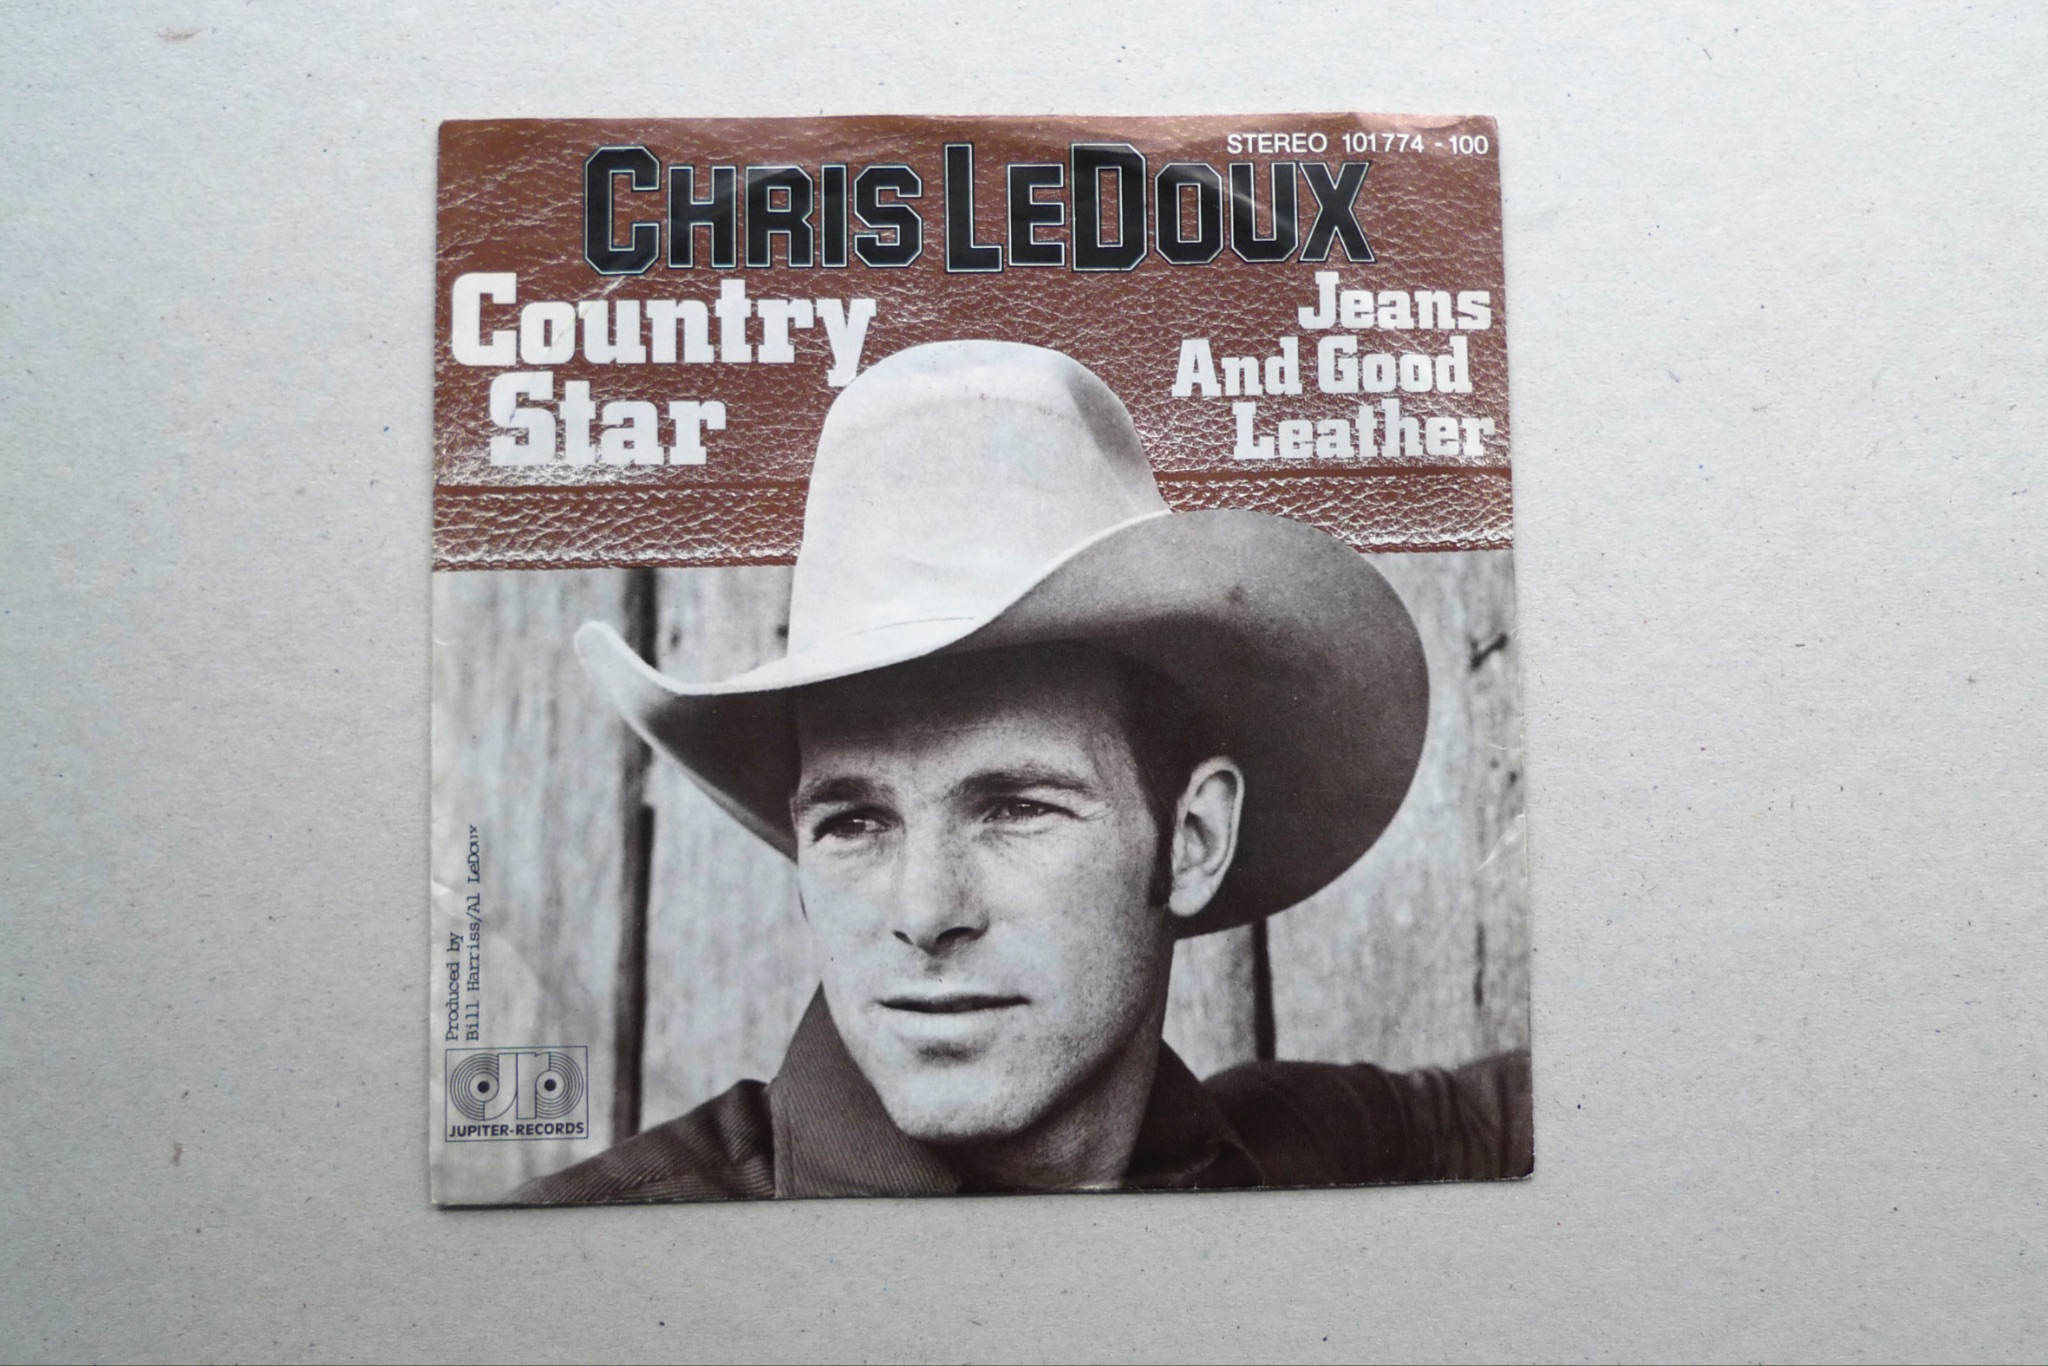 STEREO 101774 - 100
CHRIS LEDOUX
Country
Star
Jeans
And Good
Leather
Produced by
Bill Harriss/Al LeDoux
jr
JUPITER-RECORDS